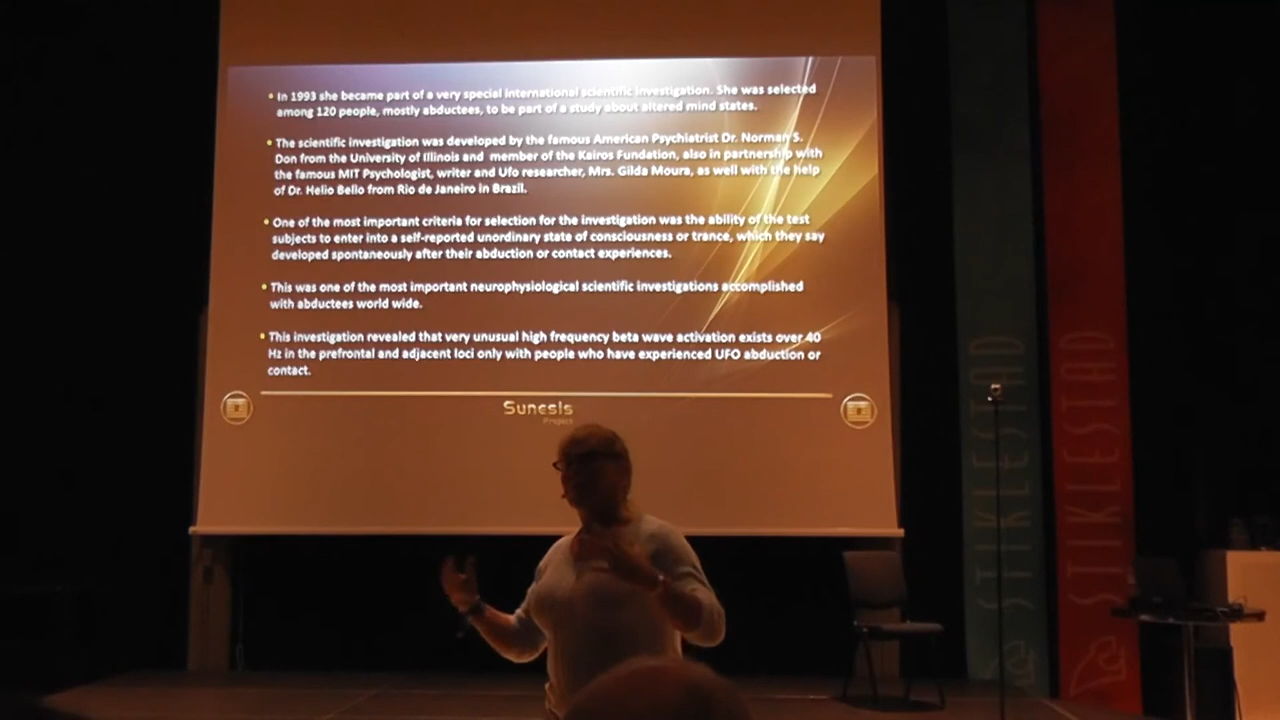 • In 1993 she became part of a very special international scientific investigation. She was selected
among 120 people, mostly abductees, to be part of a study about altered mind states.
• The scientific investigation was developed by the famous American Psychiatrist Dr. Norman S.
Don from the University of Illinois and member of the Kairos Foundation, also in partnership with
the famous MIT Psychologist, writer and Ufo researcher, Mrs. Gilda Moura, as well with the help
of Dr. Helio Bello from Rio de Janeiro in Brazil.
• One of the most important criteria for selection for the investigation was the ability of the test
subjects to enter into a self-reported unordinary state of consciousness or trance, which they say
developed spontaneously after their abduction or contact experiences.
• This was one of the most important neurophysiological scientific investigations accomplished
with abductees world wide.
• This investigation revealed that very unusual high frequency beta wave activation exists over 40
Hz in the prefrontal and adjacent loci only with people who have experienced UFO abduction or
contact.
Sunesis
Project
STIKLESTAD
STIKLESTAD